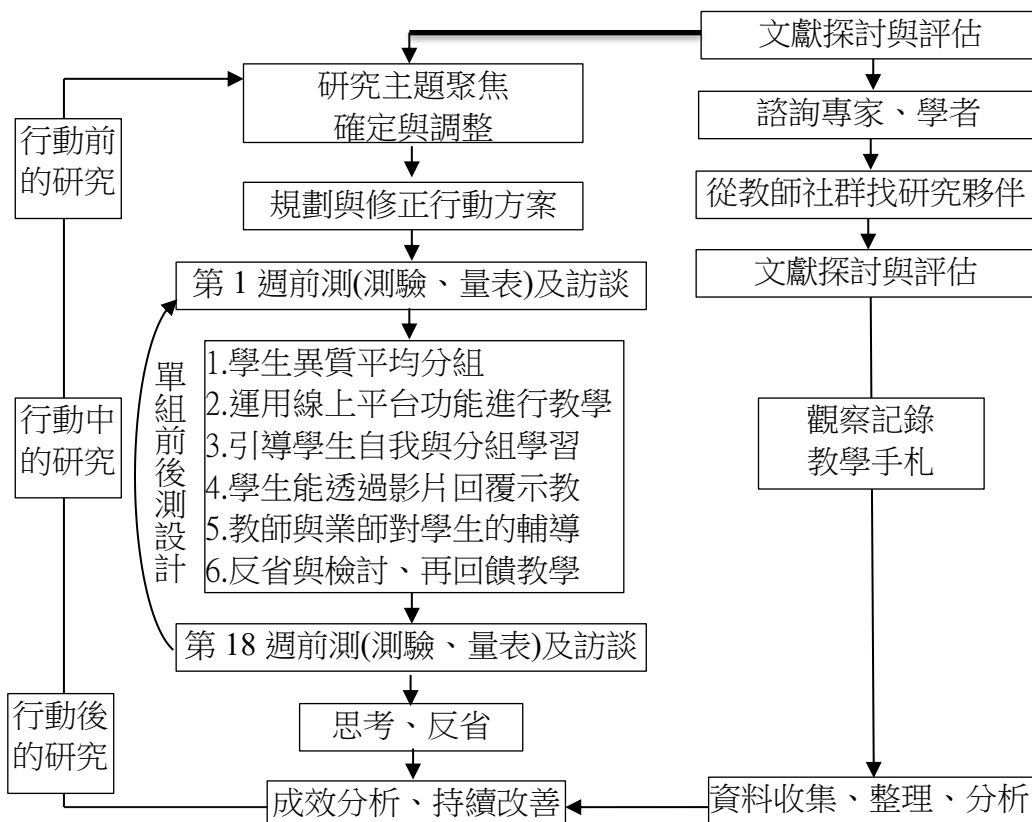 文獻探討與評估
研究主題聚焦
確定與調整
諮詢專家、學者
行動前
的研究
規劃與修正行動方案
從教師社群找研究夥伴
第 1 週前測(測驗、量表)及訪談
文獻探討與評估
單組前後測設計
1.學生異質平均分組
2.運用線上平台功能進行教學
3.引導學生自我與分組學習
4.學生能透過影片回覆示教
5.教師與業師對學生的輔導
6.反省與檢討、再回饋教學
行動中
的研究
觀察記錄
教學手札
第 18 週前測(測驗、量表)及訪談
行動後
的研究
思考、反省
成效分析、持續改善
資料收集、整理、分析